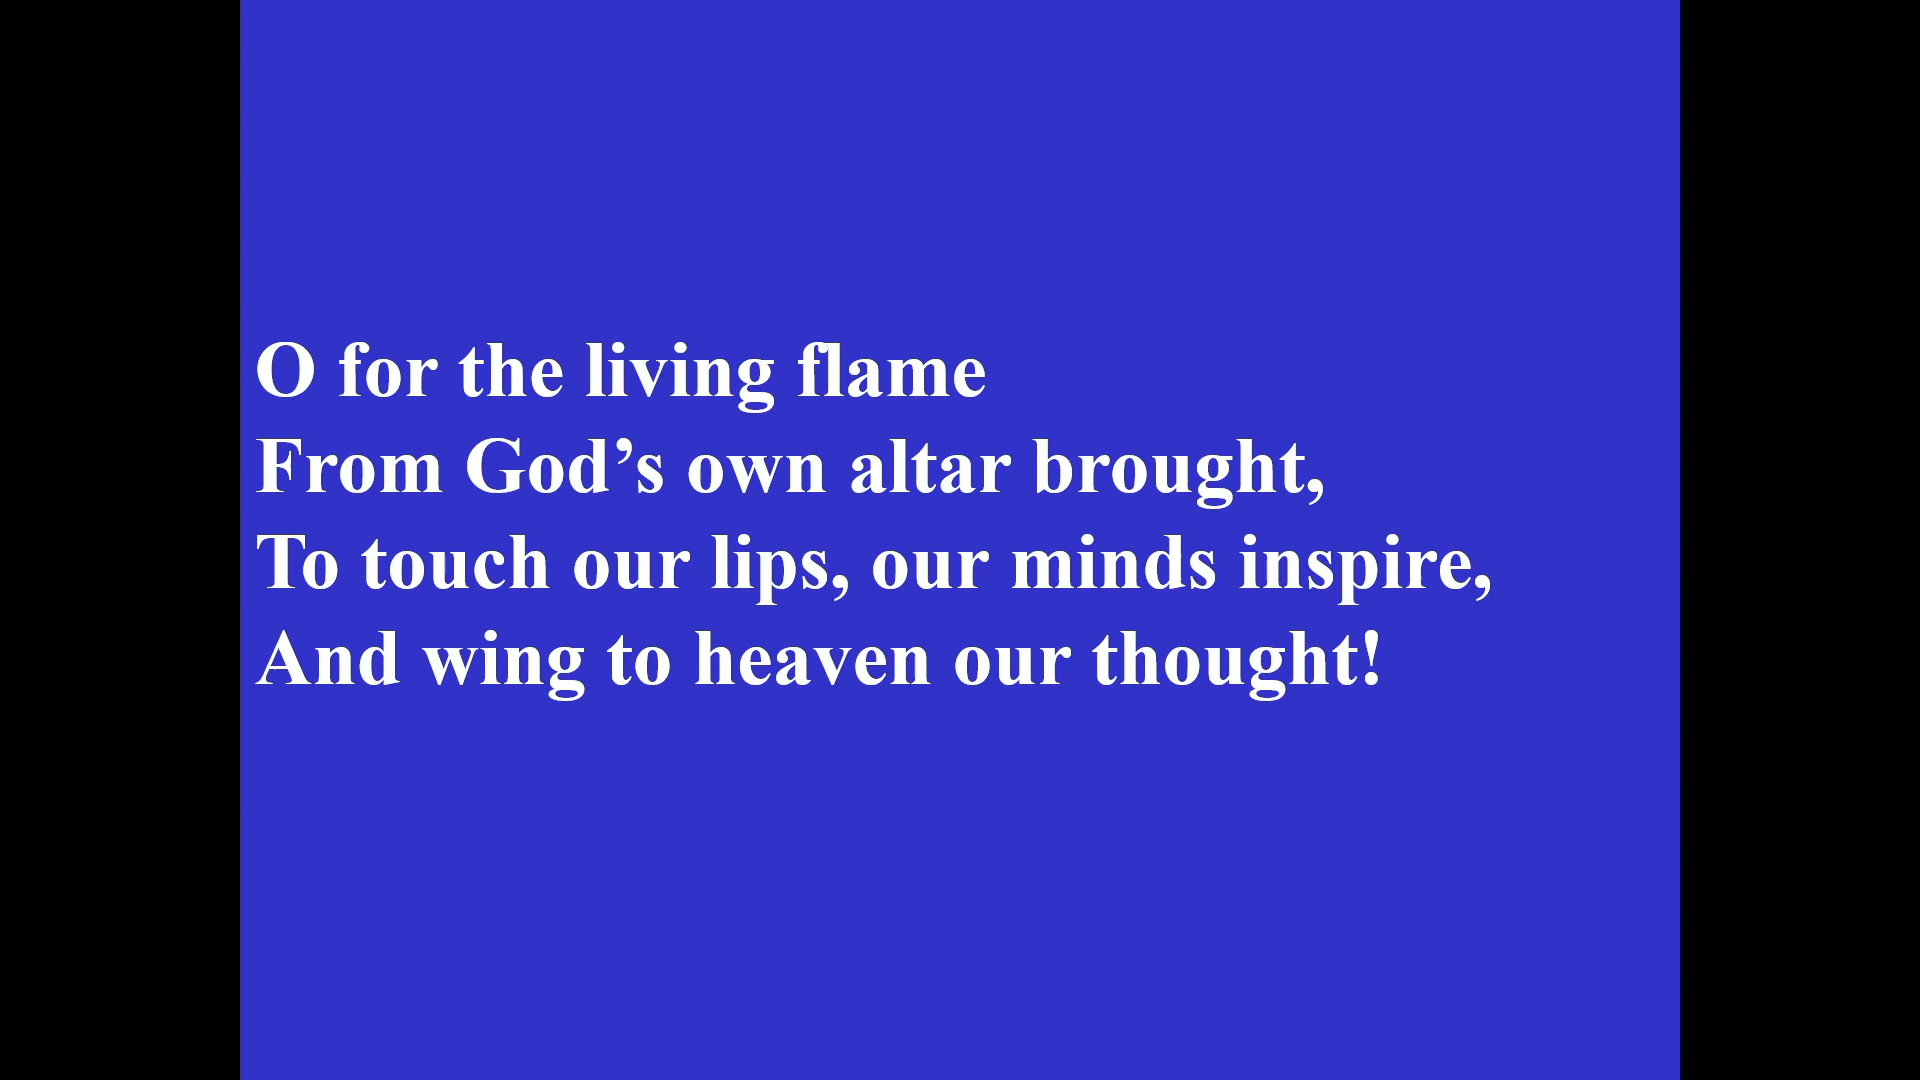 O for the living flame
From God’s own altar brought,
To touch our lips, our minds inspire,
And wing to heaven our thought!